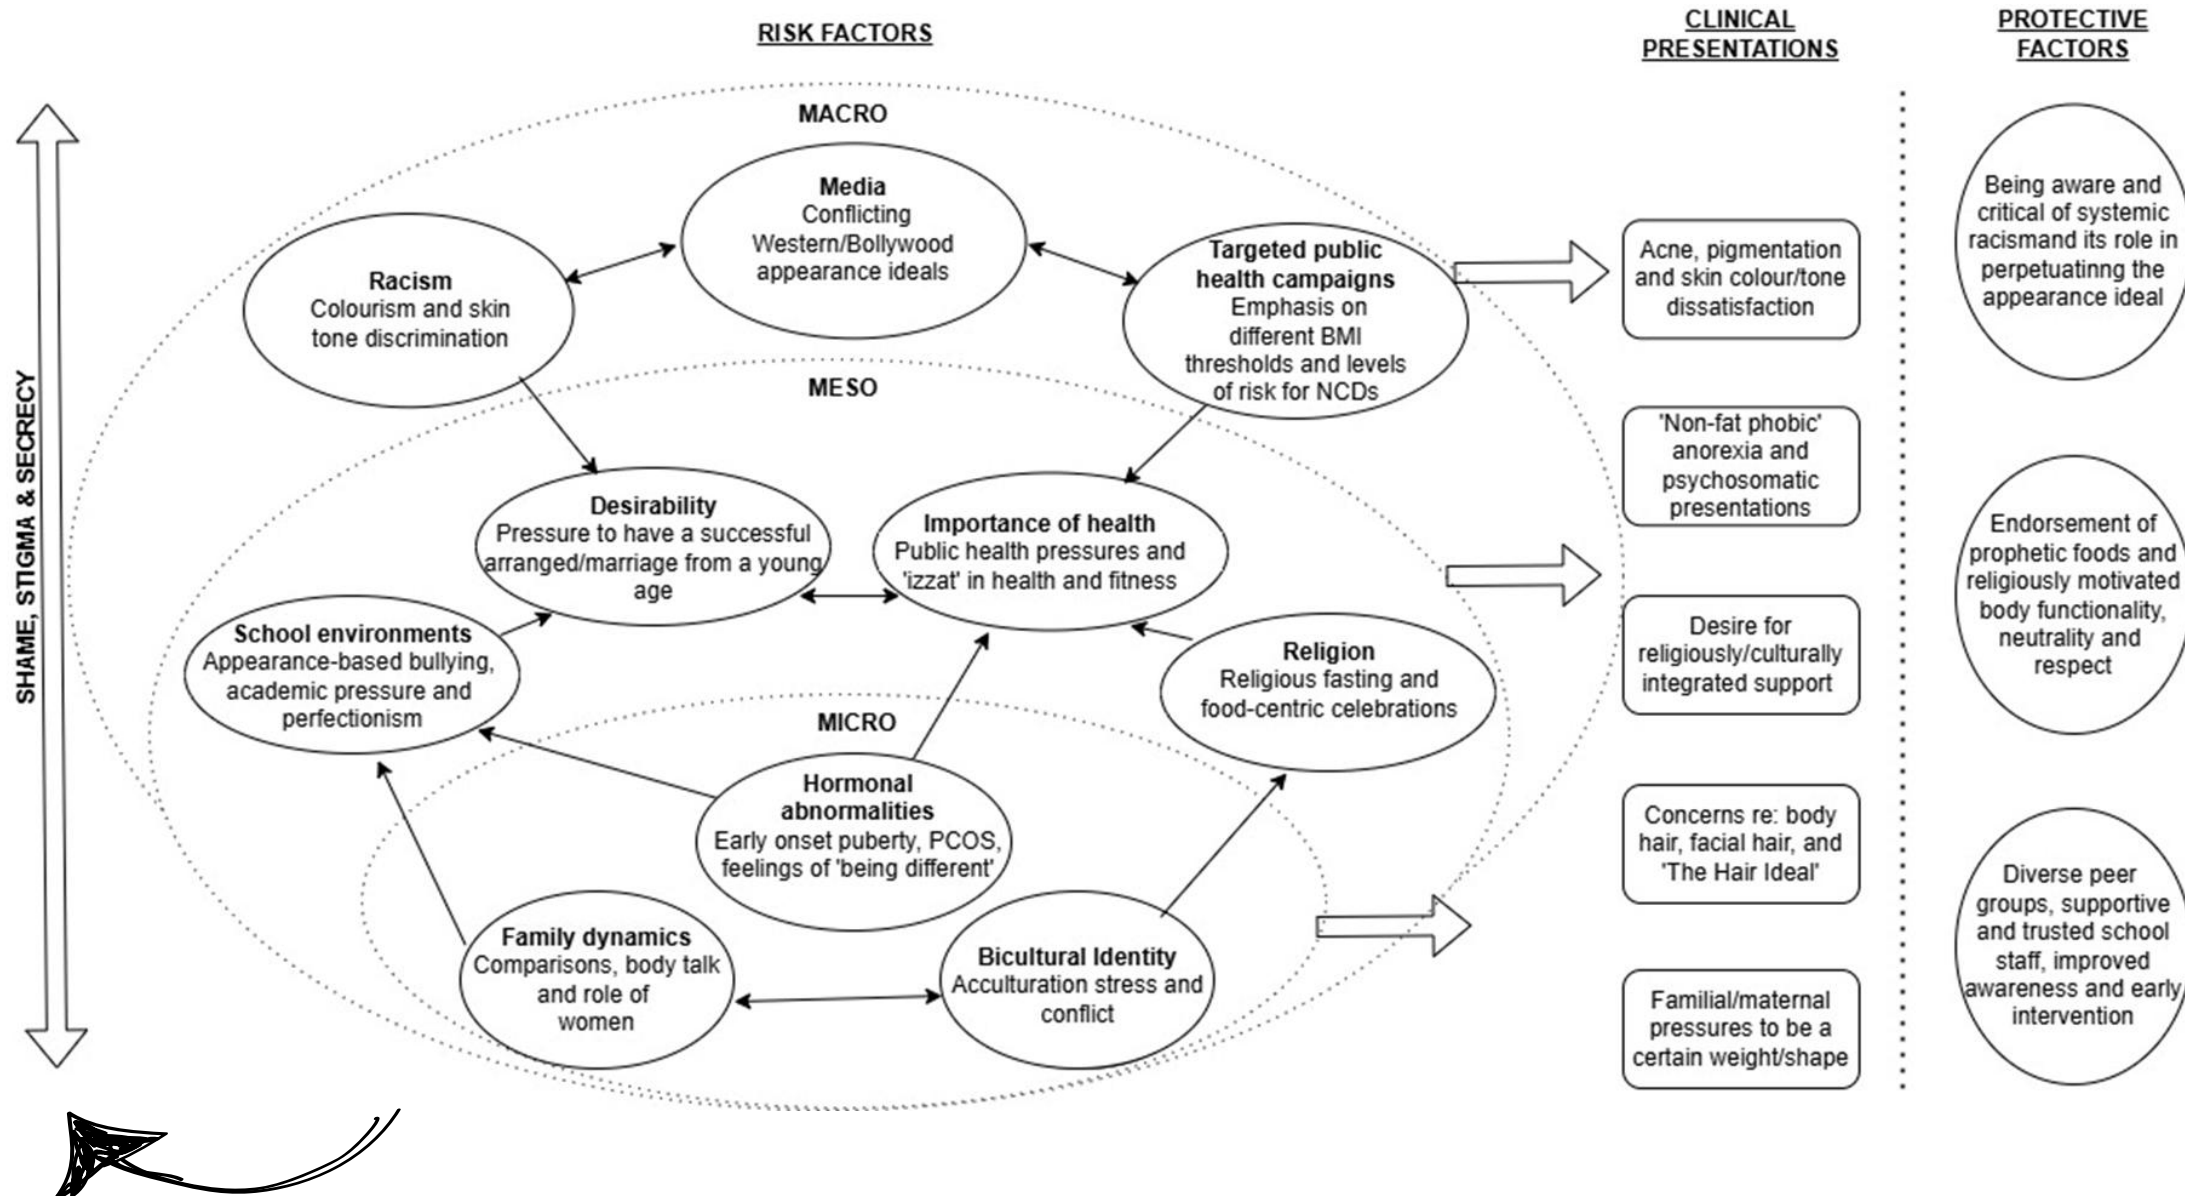 RISK FACTORS
CLINICAL
PRESENTATIONS
PROTECTIVE
FACTORS
SHAME, STIGMA & SECRECY
MACRO
Media
Conflicting
Western/Bollywood
appearance ideals
Racism
Colourism and skin
tone discrimination
Targeted public
health campaigns
Emphasis on
different BMI
thresholds and levels
of risk for NCDs
MESO
Desirability
Pressure to have a successful
arranged/marriage from a young
age
Importance of health
Public health pressures and
'izzat' in health and fitness
School environments
Appearance-based bullying,
academic pressure and
perfectionism
Religion
Religious fasting and
food-centric celebrations
MICRO
Hormonal
abnormalities
Early onset puberty, PCOS,
feelings of 'being different'
Family dynamics
Comparisons, body talk
and role of
women
Bicultural Identity
Acculturation stress and
conflict
Acne, pigmentation
and skin colour/tone
dissatisfaction
'Non-fat phobic'
anorexia and
psychosomatic
presentations
Desire for
religiously/culturally
integrated support
Concerns re: body
hair, facial hair, and
'The Hair Ideal'
Familial/maternal
pressures to be a
certain weight/shape
Being aware and
critical of systemic
racismand its role in
perpetuatinng the
appearance ideal
Endorsement of
prophetic foods and
religiously motivated
body functionality,
neutrality and
respect
Diverse peer
groups, supportive
and trusted school
staff, improved
awareness and early
intervention